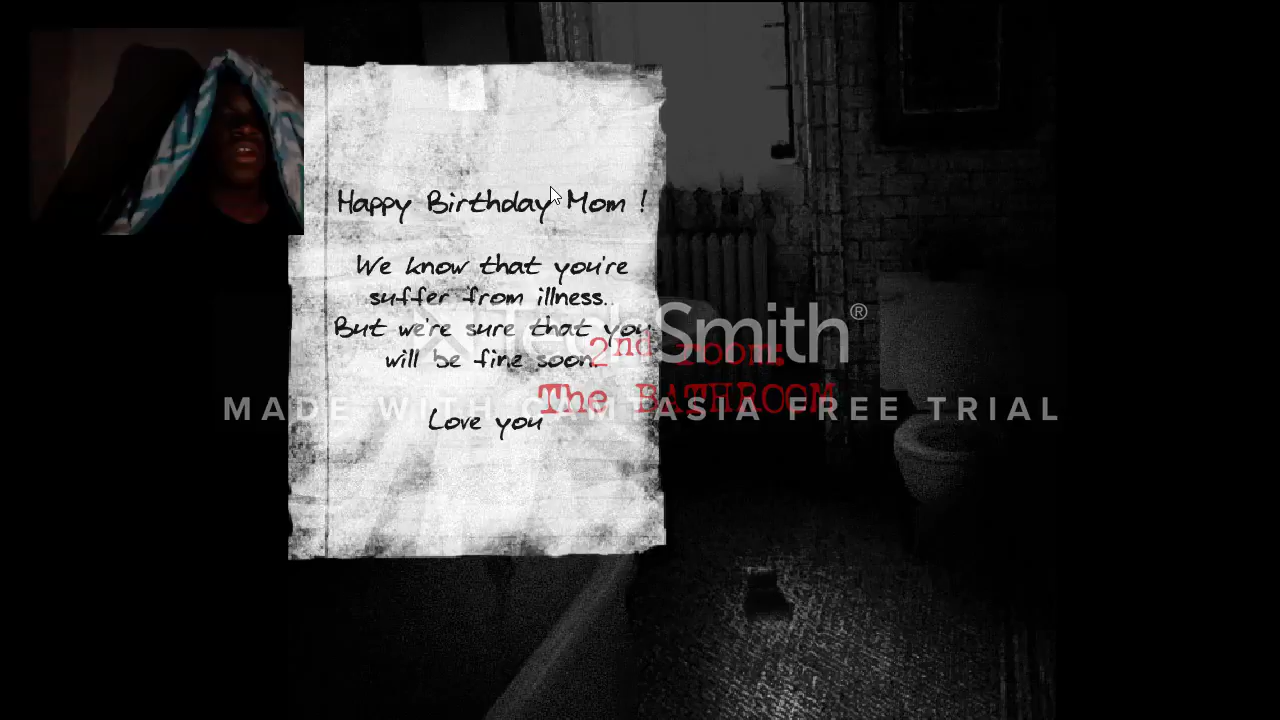 Happy Birthday Mom !
We know that you're
suffer from illness.
But we're sure that you
will be fine soon.
Love you
TechSmith®
2nd room:
The BATHROOM
MADE WITH CAMTASIA FREE TRIAL